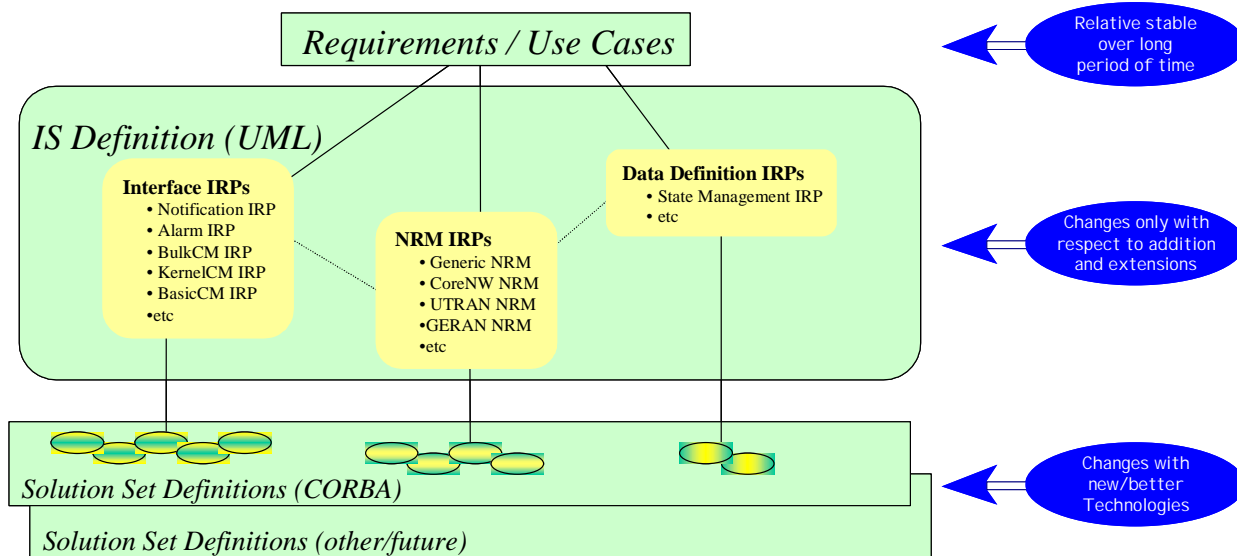 Requirements / Use Cases
Relative stable
over long
period of time
IS Definition (UML)
Interface IRPs
• Notification IRP
• Alarm IRP
• BulkCM IRP
• KernelCM IRP
• BasicCM IRP
•etc
NRM IRPs
• Generic NRM
• CoreNW NRM
• UTRAN NRM
•GERAN NRM
•etc
Data Definition IRPs
• State Management IRP
• etc
Changes only with
respect to addition
and extensions
Solution Set Definitions (CORBA)
Changes with
new/better
Technologies
Solution Set Definitions (other/future)